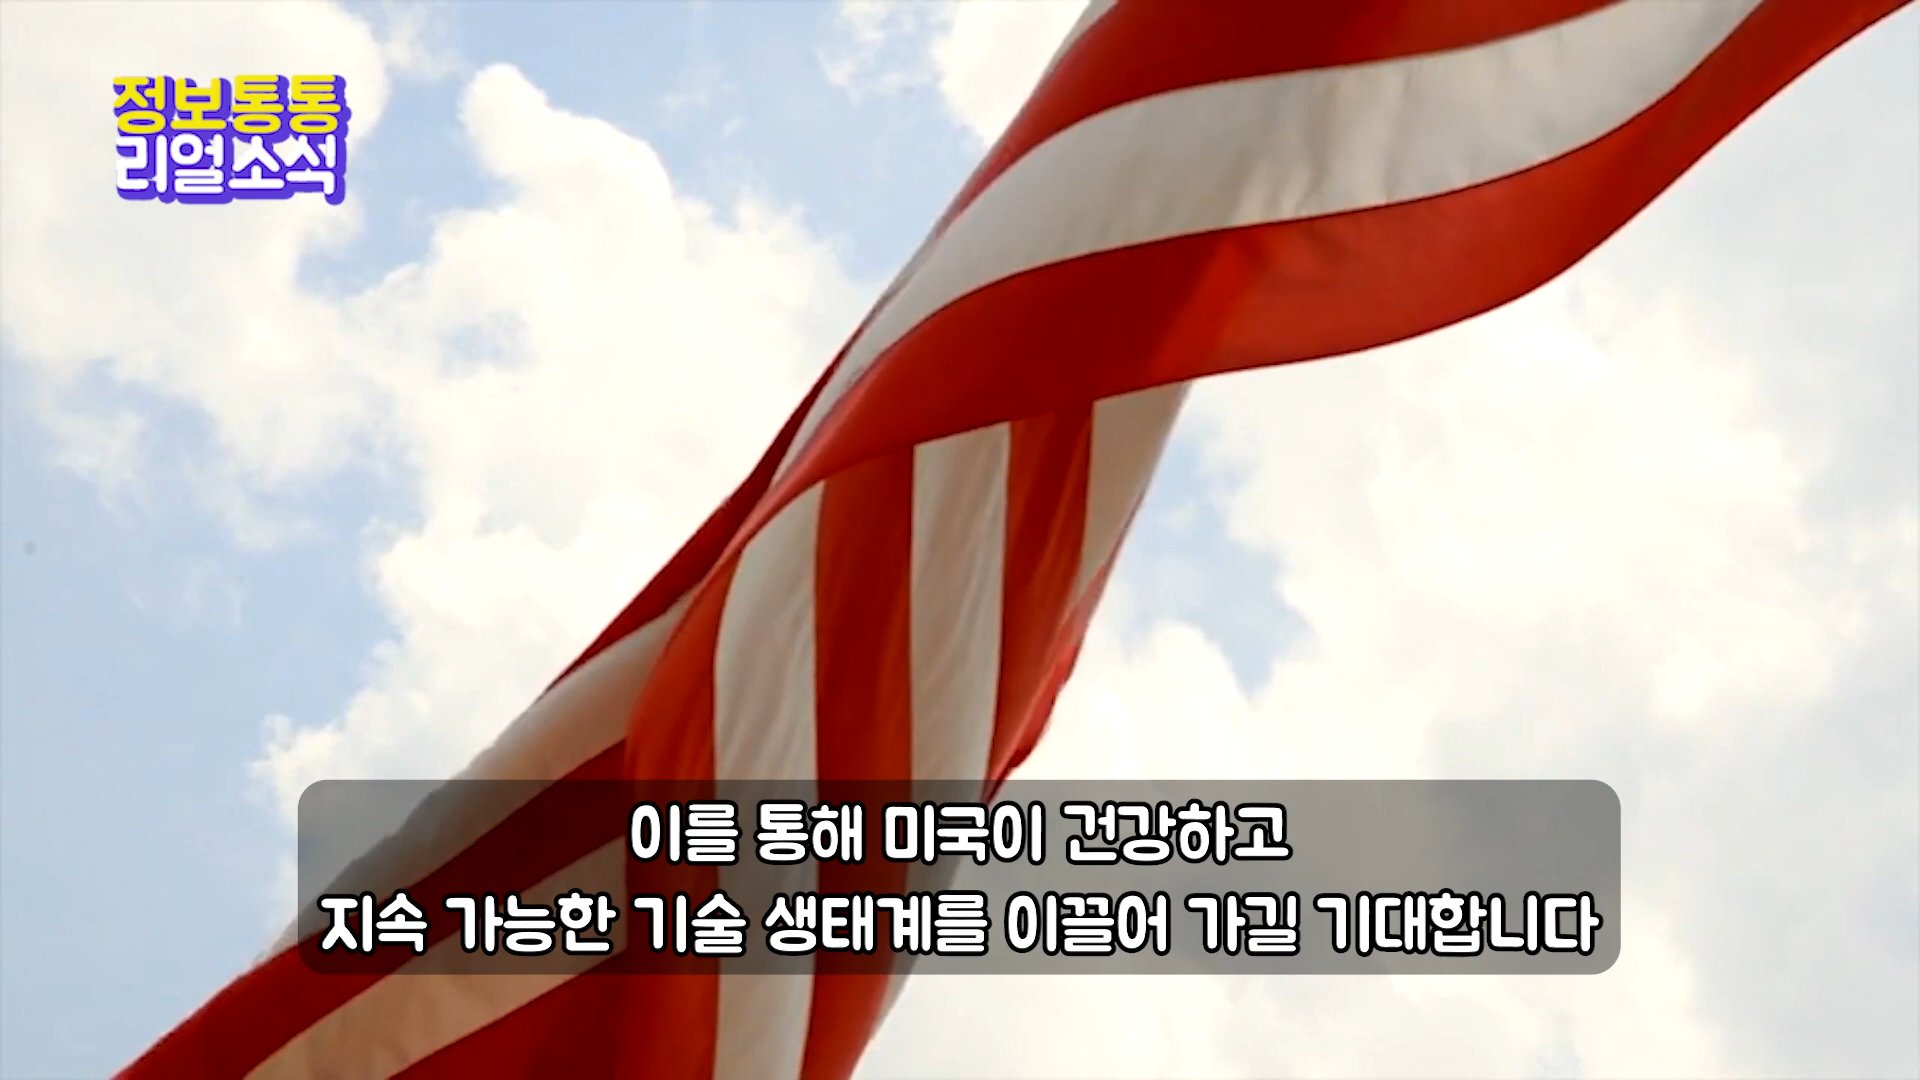 정보통통
리얼소식
이를 통해 미국이 건강하고
지속 가능한 기술 생태계를 이끌어 가길 기대합니다